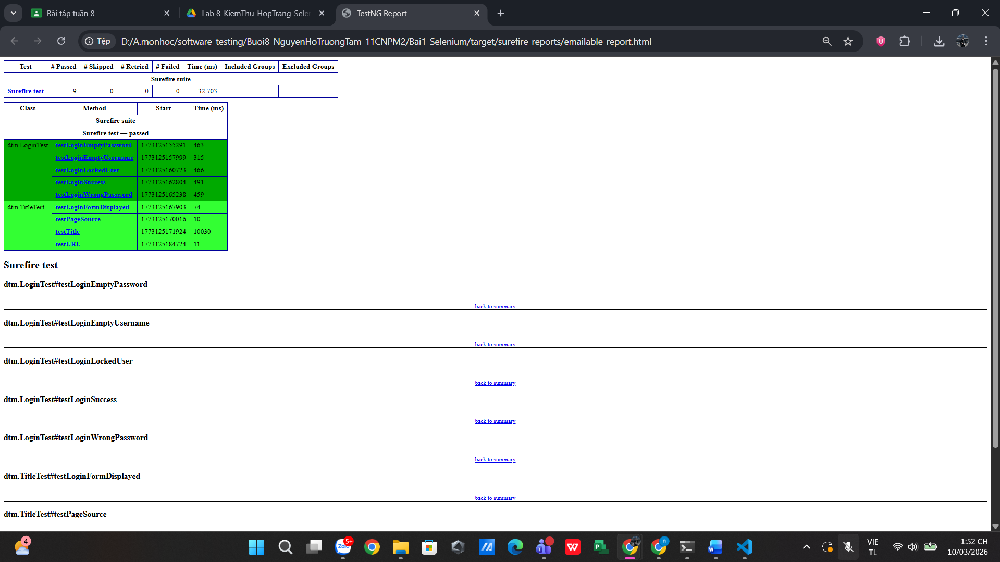 Bài tập tuần 8
Lab 8_KiemThu_HopTrang_Sele
TestNG Report
Tệp
D:/A.monhoc/software-testing/Buoi8_NguyenHoTruongTam_11CNPM2/Bai1_Selenium/target/surefire-reports/emailable-report.html
Test # Passed # Skipped # Retried # Failed Time (ms) Included Groups Excluded Groups
Surefire suite
Surefire test 9 0 0 0 32.703
Class Method Start Time (ms)
Surefire suite
Surefire test — passed
dtm.LoginTest testLoginEmptyPassword 1773125155291 463
testLoginEmptyUsername 1773125157999 315
testLoginLockedUser 1773125160723 466
testLoginSuccess 1773125162804 491
testLoginWrongPassword 1773125165238 459
dtm.TitleTest testLoginFormDisplayed 1773125167903 74
testPageSource 1773125170016 10
testTitle 1773125171924 10030
testURL 1773125184724 11
Surefire test
dtm.LoginTest#testLoginEmptyPassword
back to summary
dtm.LoginTest#testLoginEmptyUsername
back to summary
dtm.LoginTest#testLoginLockedUser
back to summary
dtm.LoginTest#testLoginSuccess
back to summary
dtm.LoginTest#testLoginWrongPassword
back to summary
dtm.TitleTest#testLoginFormDisplayed
back to summary
dtm.TitleTest#testPageSource
4
Zalo
5+
n
VIE
TL
1:52 CH
10/03/2026